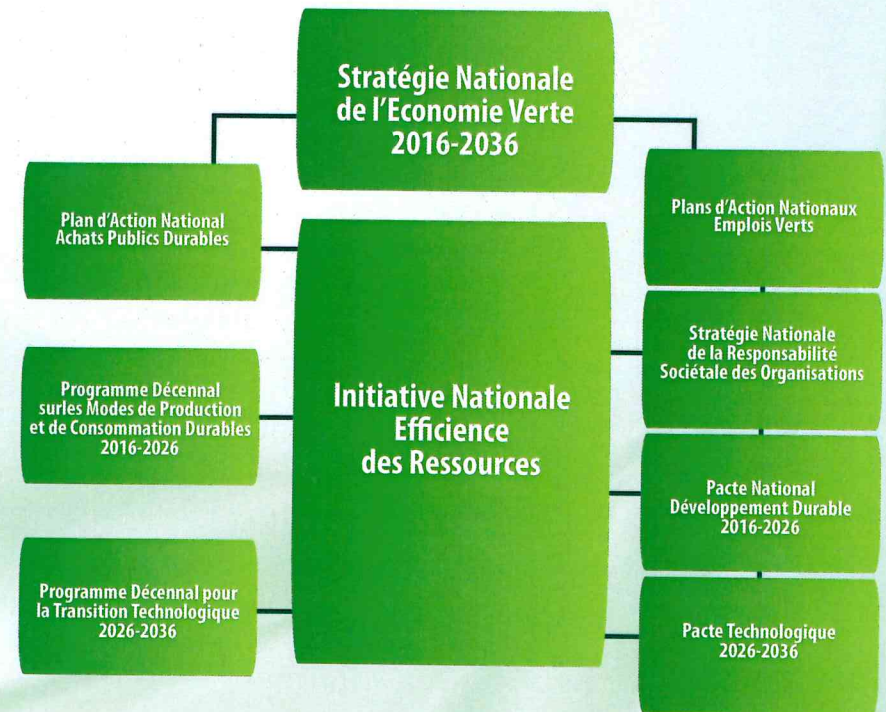 Stratégie Nationale
de l'Economie Verte
2016-2036
Plan d'Action National
Achats Publics Durables
Plans d'Action Nationaux
Emplois Verts
Initiative Nationale
Efficience
des Ressources
Stratégie Nationale
de la Responsabilité
Sociétale des Organisations
Programme Décennal
surles Modes de Production
et de Consommation Durables
2016-2026
Pacte National
Développement Durable
2016-2026
Programme Décennal pour
la Transition Technologique
2026-2036
Pacte Technologique
2026-2036